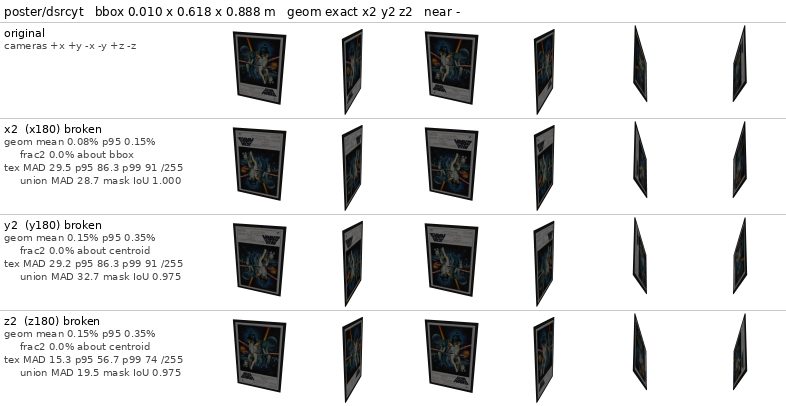 poster/dsrcyt bbox 0.010 x 0.618 x 0.888 m geom exact x2 y2 z2 near -
original
cameras +x +y -x -y +z -z
x2 (x180) broken
geom mean 0.08% p95 0.15%
frac2 0.0% about bbox
tex MAD 29.5 p95 86.3 p99 91 /255
union MAD 28.7 mask IoU 1.000
y2 (y180) broken
geom mean 0.15% p95 0.35%
frac2 0.0% about centroid
tex MAD 29.2 p95 86.3 p99 91 /255
union MAD 32.7 mask IoU 0.975
z2 (z180) broken
geom mean 0.15% p95 0.35%
frac2 0.0% about centroid
tex MAD 15.3 p95 56.7 p99 74 /255
union MAD 19.5 mask IoU 0.975